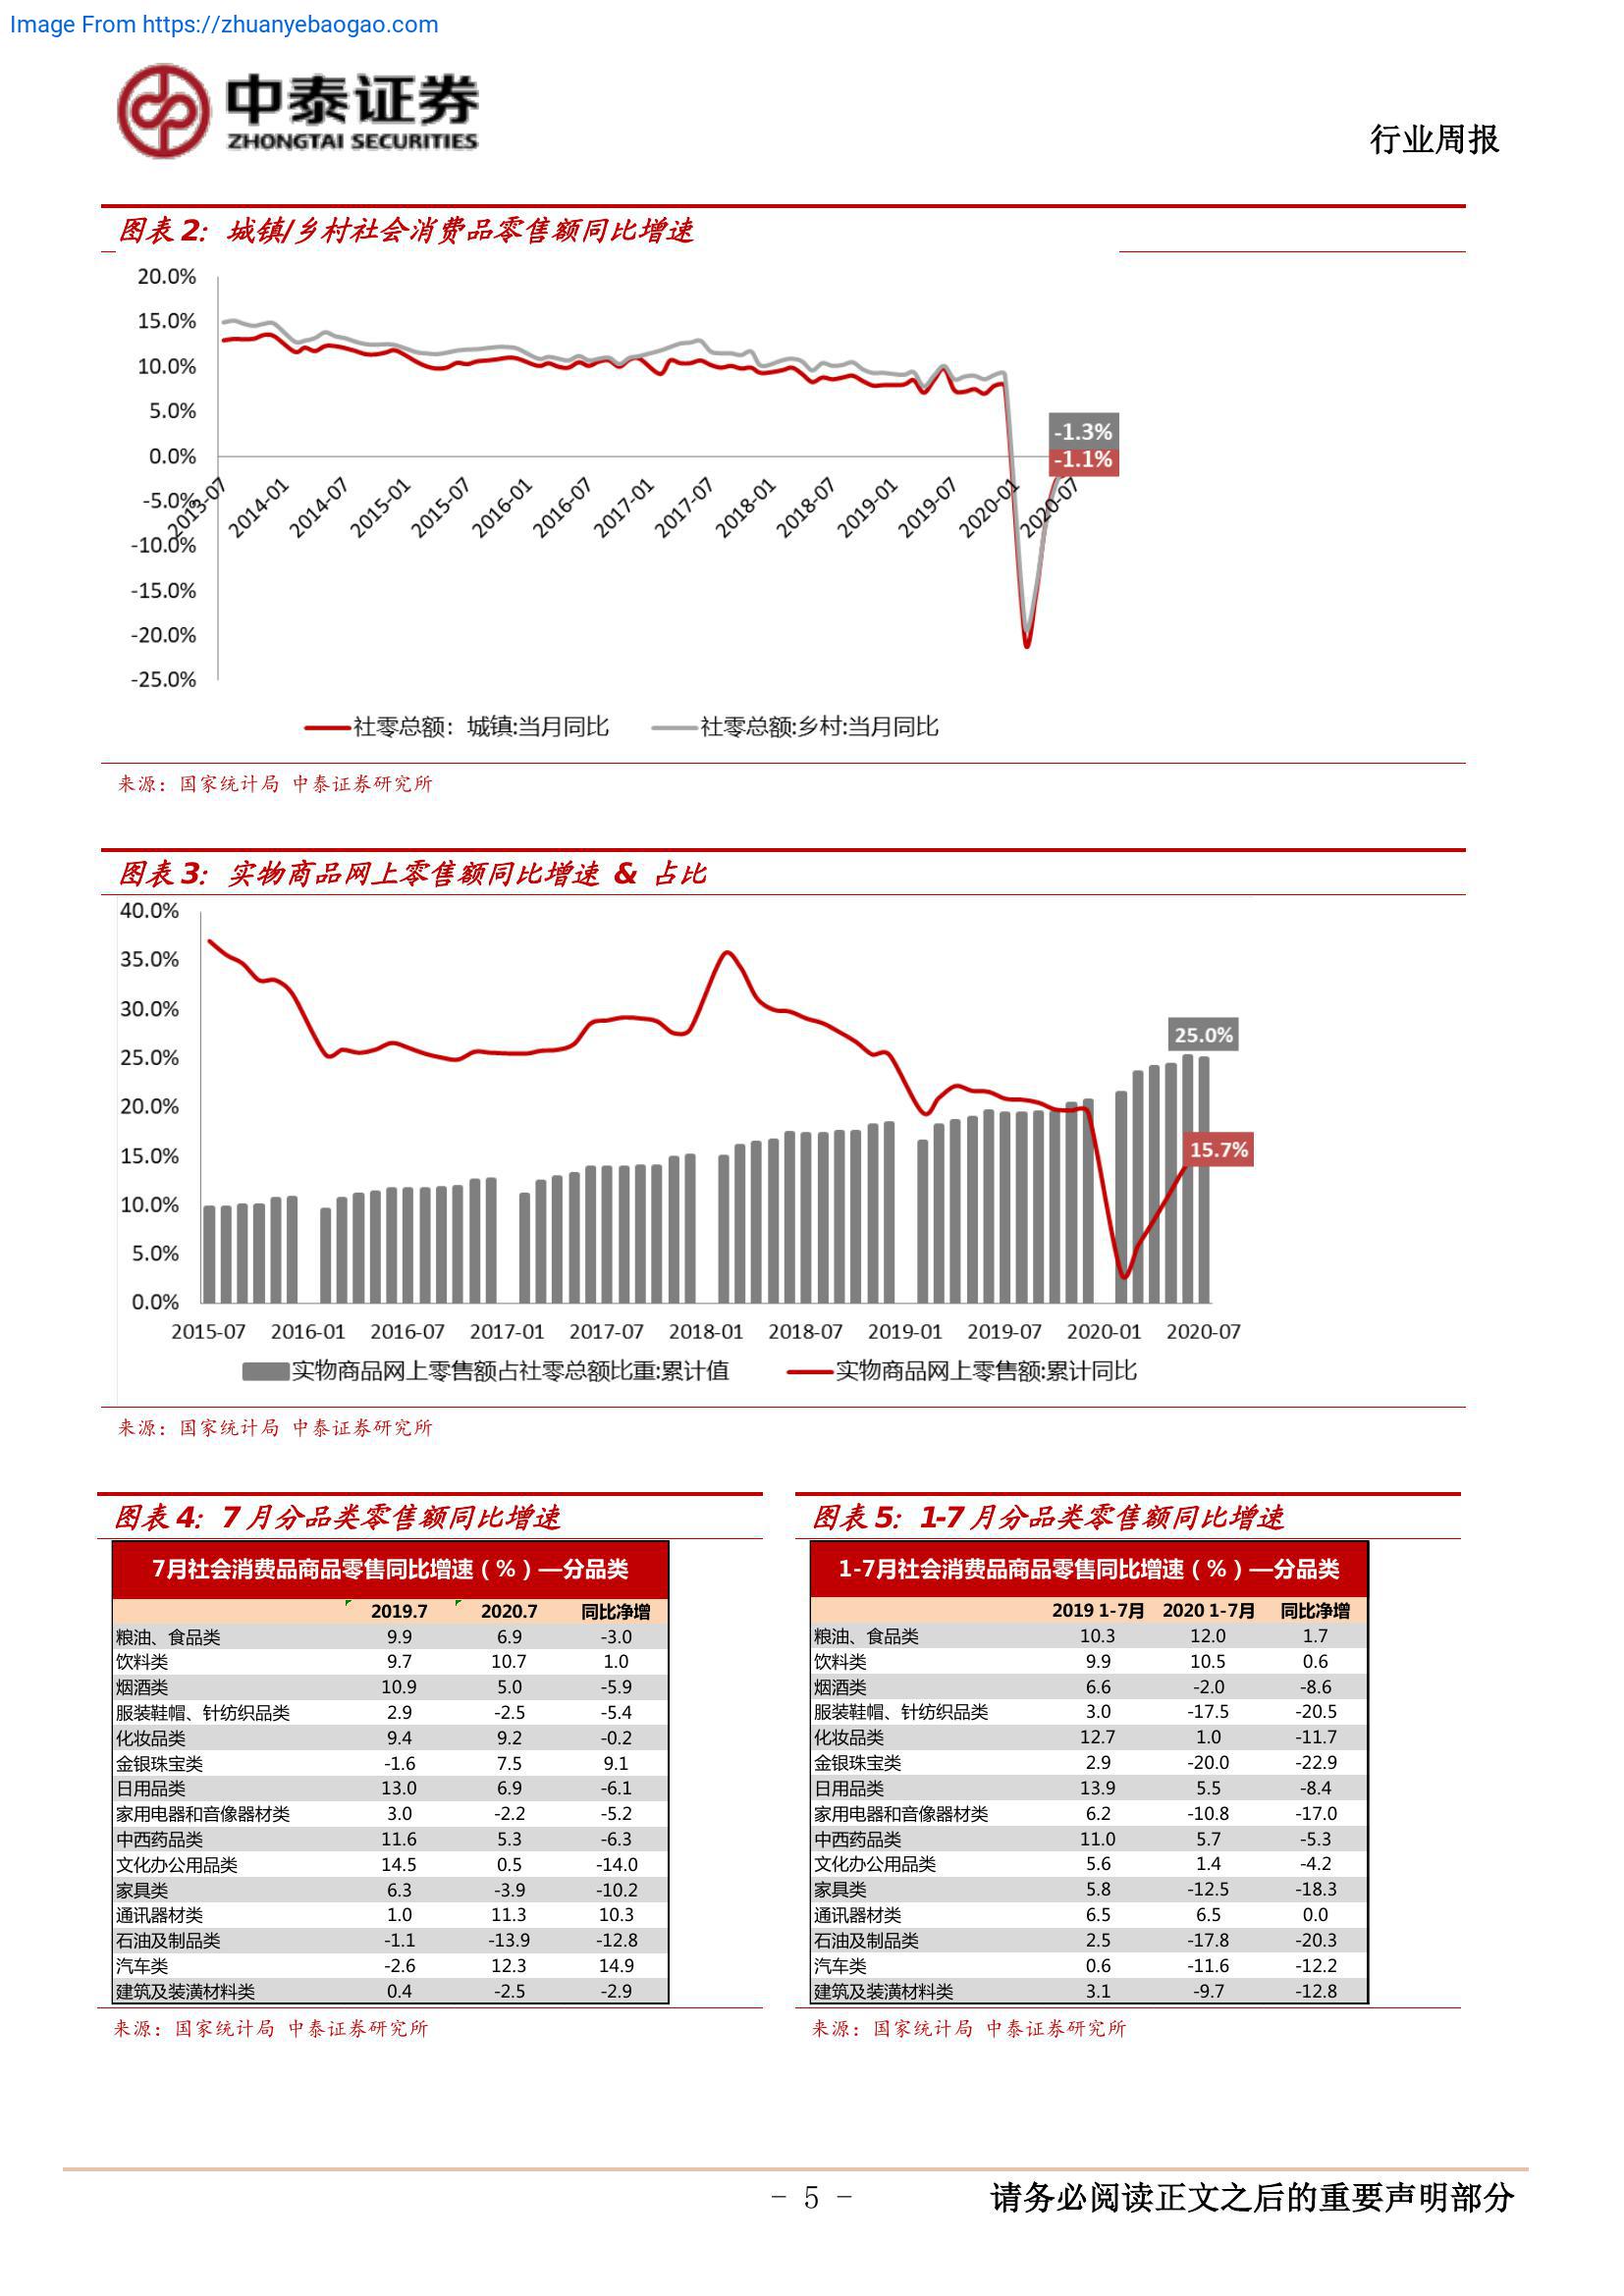 Image From https://zhuanyebaogao.com
中泰证券
ZHONGTAI SECURITIES
行业周报
图表 2：城镇/乡村社会消费品零售额同比增速
20.0%
15.0%
10.0%
5.0%
0.0%
-5.0%
-10.0%
-15.0%
-20.0%
-25.0%
2013-07 2014-01 2014-07 2015-01 2015-07 2016-01 2016-07 2017-01 2017-07 2018-01 2018-07 2019-01 2019-07 2020-01 2020-07
-1.3%
-1.1%
社零总额：城镇:当月同比 社零总额:乡村:当月同比
来源：国家统计局 中泰证券研究所
图表 3：实物商品网上零售额同比增速 & 占比
40.0%
35.0%
30.0%
25.0%
20.0%
15.0%
10.0%
5.0%
0.0%
25.0%
15.7%
2015-07 2016-01 2016-07 2017-01 2017-07 2018-01 2018-07 2019-01 2019-07 2020-01 2020-07
实物商品网上零售额占社零总额比重:累计值 实物商品网上零售额:累计同比
来源：国家统计局 中泰证券研究所
图表 4：7 月分品类零售额同比增速
7月社会消费品商品零售同比增速（%）—分品类
2019.7 2020.7 同比净增
粮油、食品类 9.9 6.9 -3.0
饮料类 9.7 10.7 1.0
烟酒类 10.9 5.0 -5.9
服装鞋帽、针纺织品类 2.9 -2.5 -5.4
化妆品类 9.4 9.2 -0.2
金银珠宝类 -1.6 7.5 9.1
日用品类 13.0 6.9 -6.1
家用电器和音像器材类 3.0 -2.2 -5.2
中西药品类 11.6 5.3 -6.3
文化办公用品类 14.5 0.5 -14.0
家具类 6.3 -3.9 -10.2
通讯器材类 1.0 11.3 10.3
石油及制品类 -1.1 -13.9 -12.8
汽车类 -2.6 12.3 14.9
建筑及装潢材料类 0.4 -2.5 -2.9
来源：国家统计局 中泰证券研究所
图表 5：1-7 月分品类零售额同比增速
1-7月社会消费品商品零售同比增速（%）—分品类
2019 1-7月 2020 1-7月 同比净增
粮油、食品类 10.3 12.0 1.7
饮料类 9.9 10.5 0.6
烟酒类 6.6 -2.0 -8.6
服装鞋帽、针纺织品类 3.0 -17.5 -20.5
化妆品类 12.7 1.0 -11.7
金银珠宝类 2.9 -20.0 -22.9
日用品类 13.9 5.5 -8.4
家用电器和音像器材类 6.2 -10.8 -17.0
中西药品类 11.0 5.7 -5.3
文化办公用品类 5.6 1.4 -4.2
家具类 5.8 -12.5 -18.3
通讯器材类 6.5 6.5 0.0
石油及制品类 2.5 -17.8 -20.3
汽车类 0.6 -11.6 -12.2
建筑及装潢材料类 3.1 -9.7 -12.8
来源：国家统计局 中泰证券研究所
- 5 -
请务必阅读正文之后的重要声明部分